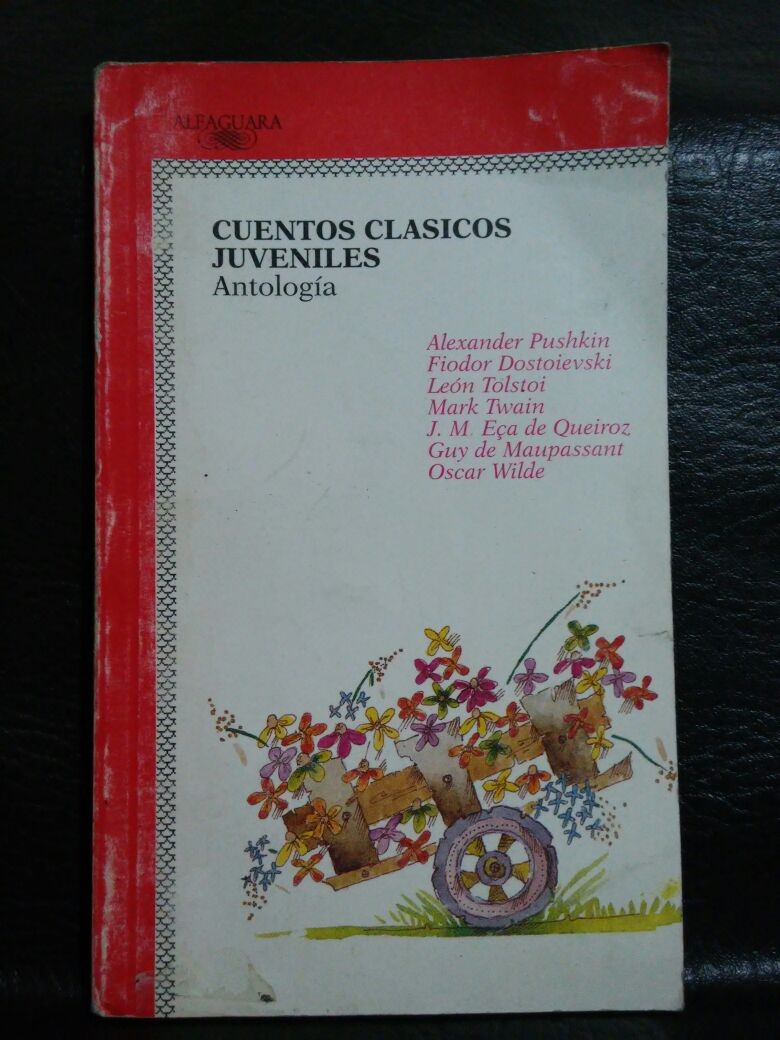 ALFAGUARA
CUENTOS CLASICOS
JUVENILES
Antología
Alexander Pushkin
Fiodor Dostoievski
León Tolstoi
Mark Twain
J. M. Eça de Queiroz
Guy de Maupassant
Oscar Wilde